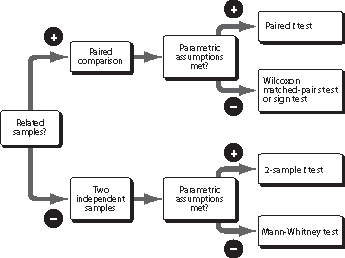 Related
samples?
+
Paired
comparison
Parametric
assumptions
met?
+
Paired t test
−
Wilcoxon
matched-pairs test
or sign test
−
Two
independent
samples
Parametric
assumptions
met?
+
2-sample t test
−
Mann-Whitney test